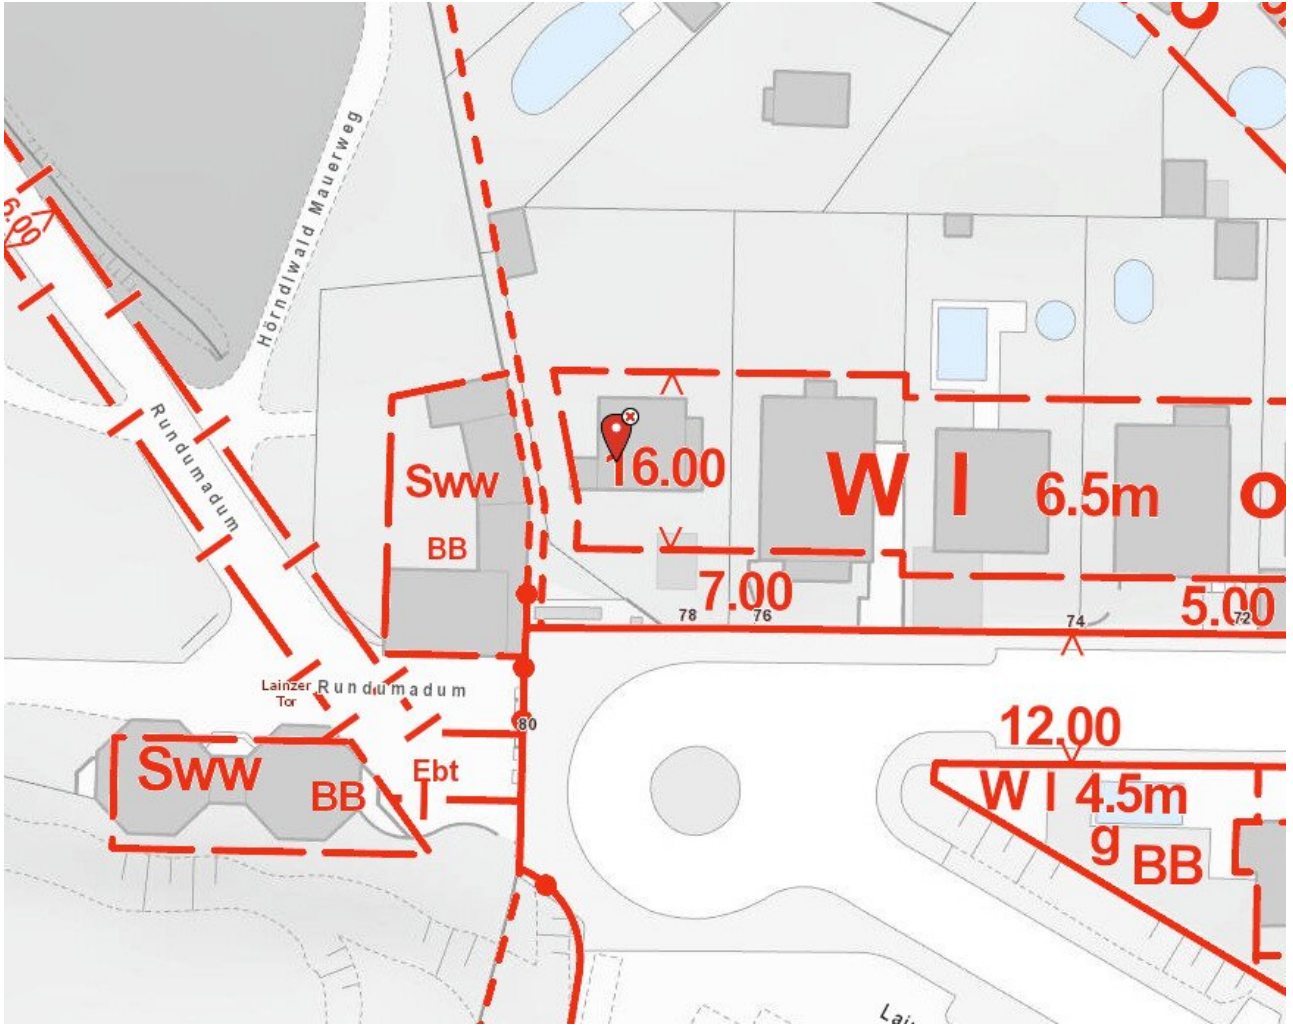 o
6.00
Hörndlwald Mauerweg
Rundumadum
Sww
BB
16.00
W I 6.5m o
7.00
5.00
78
76
74
72
Lainzer
Tor
Rundumadum
80
12.00
Sww
BB
Ebt
W I 4.5m
g
BB